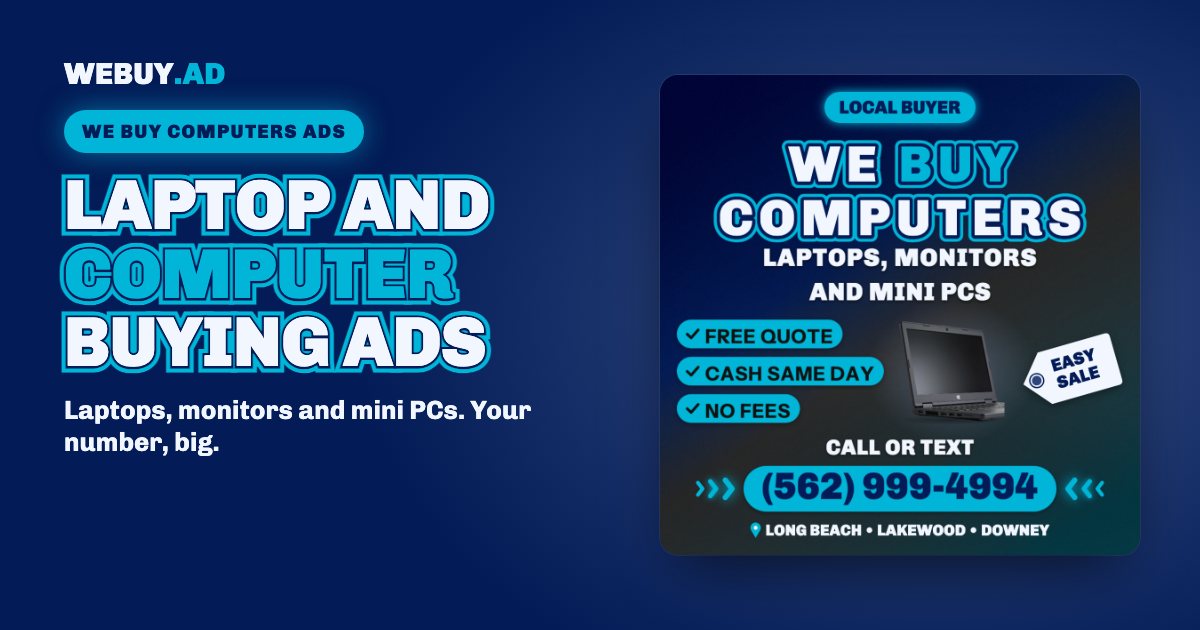 WEBUY.AD
WE BUY COMPUTERS ADS
LAPTOP AND
COMPUTER
BUYING ADS
Laptops, monitors and mini PCs. Your
number, big.
LOCAL BUYER
WE BUY
COMPUTERS
LAPTOPS, MONITORS
AND MINI PCS
✓ FREE QUOTE
✓ CASH SAME DAY
✓ NO FEES
EASY
SALE
CALL OR TEXT
(562) 999-4994
LONG BEACH • LAKEWOOD • DOWNEY